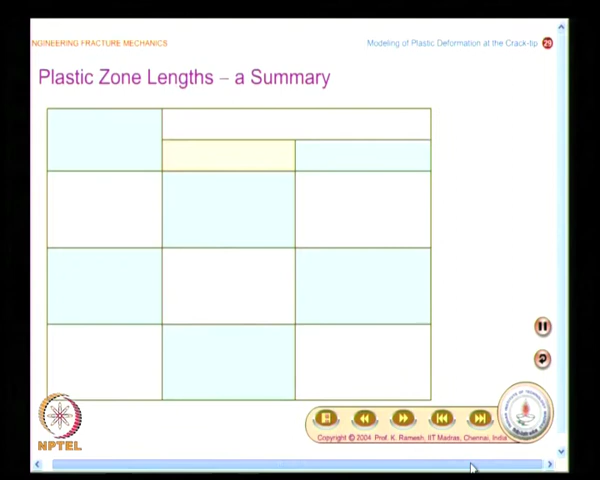 NGINEERING FRACTURE MECHANICS
Modeling of Plastic Deformation at the Crack-tip 29
Plastic Zone Lengths – a Summary
NPTEL
Copyright © 2004 Prof. K. Ramesh, IIT Madras, Chennai, India